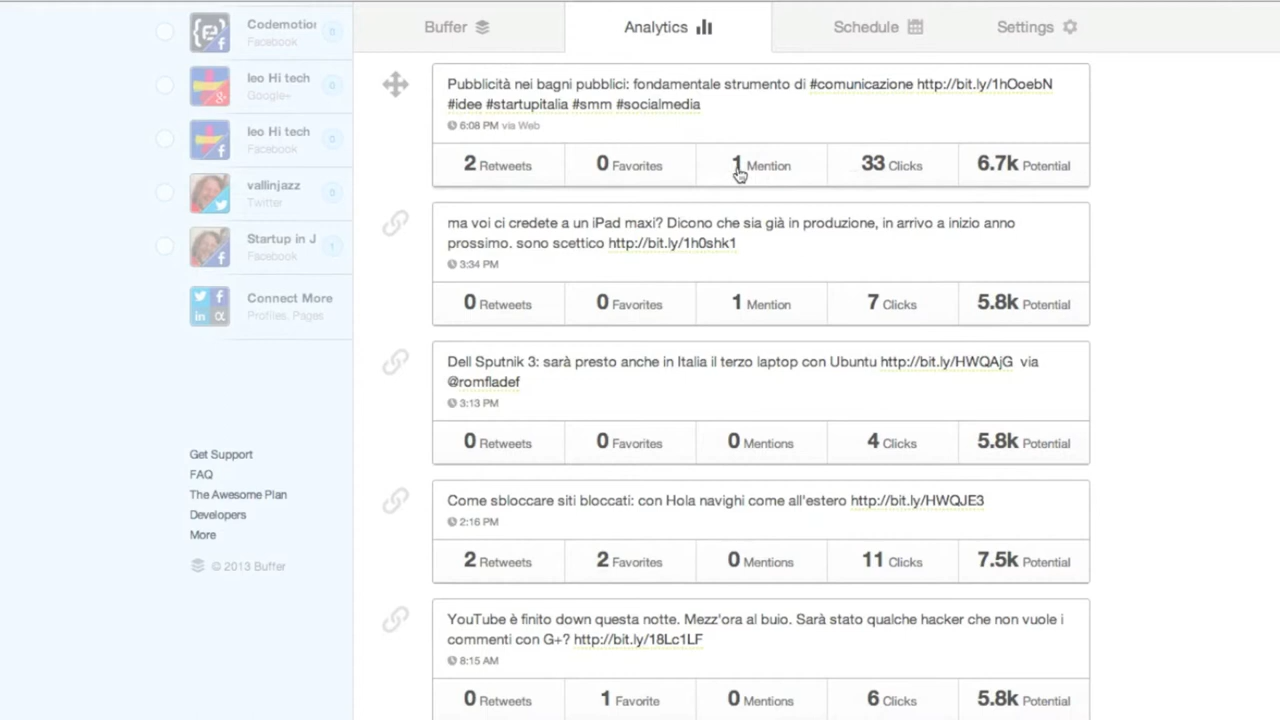 Buffer
Analytics
Schedule
Settings
Codemotion
Facebook
0
leo Hi tech
Google+
0
leo Hi tech
Facebook
0
vallinjazz
Twitter
0
Startup in J
Facebook
1
Connect More
Profiles, Pages
Get Support
FAQ
The Awesome Plan
Developers
More
© 2013 Buffer
Pubblicità nei bagni pubblici: fondamentale strumento di #comunicazione http://bit.ly/1hOoebN
#idee #startupitalia #smm #socialmedia
6:08 PM via Web
2 Retweets
0 Favorites
1 Mention
33 Clicks
6.7k Potential
ma voi ci credete a un iPad maxi? Dicono che sia già in produzione, in arrivo a inizio anno
prossimo. sono scettico http://bit.ly/1h0shk1
3:34 PM
0 Retweets
0 Favorites
1 Mention
7 Clicks
5.8k Potential
Dell Sputnik 3: sarà presto anche in Italia il terzo laptop con Ubuntu http://bit.ly/HWQAjG via
@romfladef
3:13 PM
0 Retweets
0 Favorites
0 Mentions
4 Clicks
5.8k Potential
Come sbloccare siti bloccati: con Hola navighi come all'estero http://bit.ly/HWQJE3
2:16 PM
2 Retweets
2 Favorites
0 Mentions
11 Clicks
7.5k Potential
YouTube è finito down questa notte. Mezz'ora al buio. Sarà stato qualche hacker che non vuole i
commenti con G+? http://bit.ly/18Lc1LF
8:15 AM
0 Retweets
1 Favorite
0 Mentions
6 Clicks
5.8k Potential